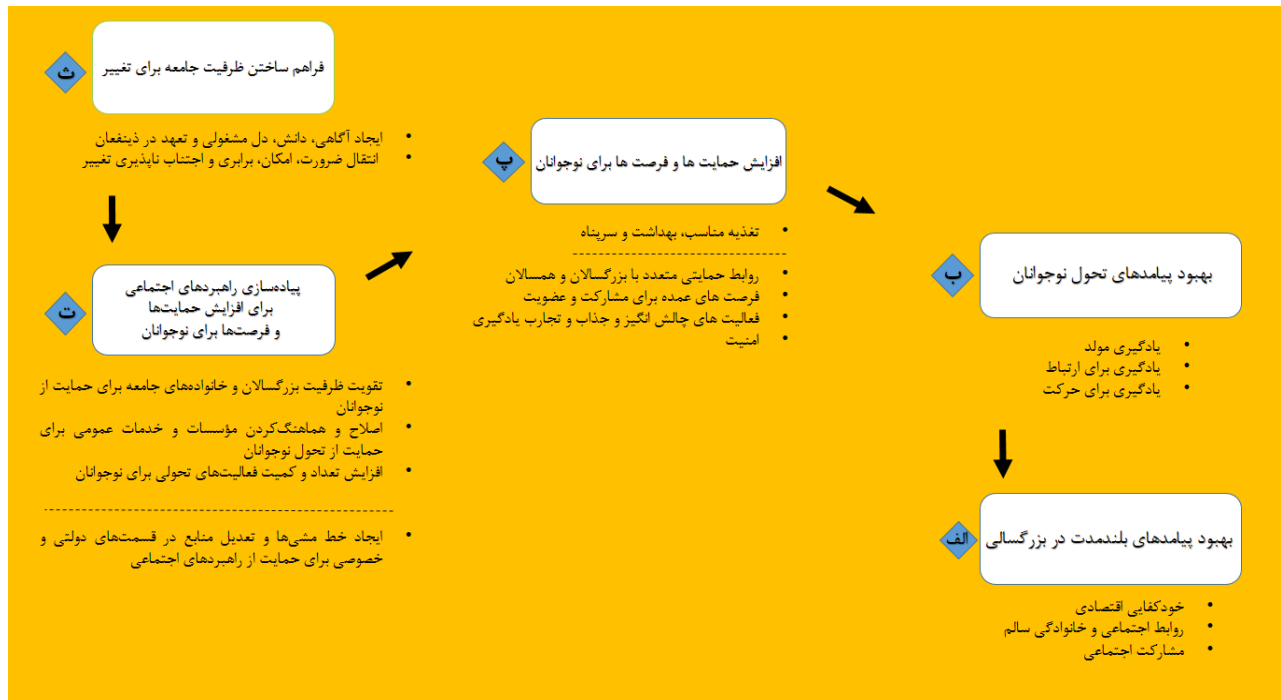 فراهم ساختن ظرفیت جامعه برای تغییر
ث
• ایجاد آگاهی، دانش، دل مشغولی و تعهد در ذینفعان
• انتقال ضرورت، امکان، برابری و اجتناب ناپذیری تغییر
پیاده‌سازی راهبردهای اجتماعی
برای افزایش حمایت‌ها
و فرصت‌ها برای نوجوانان
ت
• تقویت ظرفیت بزرگسالان و خانواده‌های جامعه برای حمایت از
نوجوانان
• اصلاح و هماهنگ‌کردن مؤسسات و خدمات عمومی برای
حمایت از تحول نوجوانان
• افزایش تعداد و کمیت فعالیت‌های تحولی برای نوجوانان
• ایجاد خط مشی‌ها و تعدیل منابع در قسمت‌های دولتی و
خصوصی برای حمایت از راهبردهای اجتماعی
افزایش حمایت ها و فرصت ها برای نوجوانان
پ
• تغذیه مناسب، بهداشت و سرپناه
• روابط حمایتی متعدد با بزرگسالان و همسالان
• فرصت های عمده برای مشارکت و عضویت
• فعالیت های چالش انگیز و جذاب و تجارب یادگیری
• امنیت
بهبود پیامدهای تحول نوجوانان
ب
• یادگیری مولد
• یادگیری برای ارتباط
• یادگیری برای حرکت
بهبود پیامدهای بلندمدت در بزرگسالی
الف
• خودکفایی اقتصادی
• روابط اجتماعی و خانوادگی سالم
• مشارکت اجتماعی